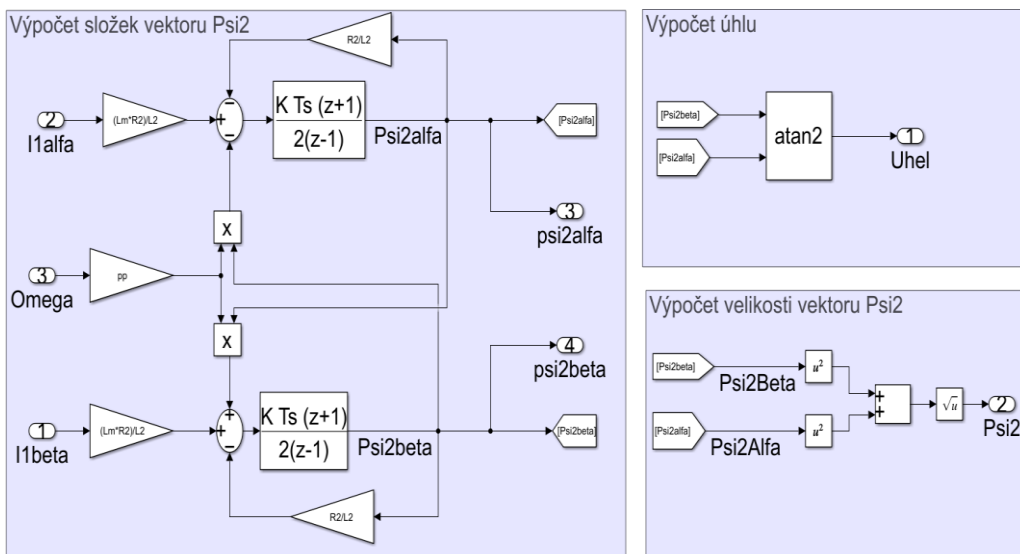 Výpočet složek vektoru Psi2
R2/L2
2
I1alfa
(Lm*R2)/L2
K Ts (z+1)
2(z-1)
Psi2alfa
[Psi2alfa]
3
psi2alfa
x
3
Omega
pp
x
4
psi2beta
1
I1beta
(Lm*R2)/L2
K Ts (z+1)
2(z-1)
Psi2beta
[Psi2beta]
R2/L2
Výpočet úhlu
[Psi2beta]
[Psi2alfa]
atan2
1
Uhel
Výpočet velikosti vektoru Psi2
[Psi2beta]
Psi2Beta
u²
[Psi2alfa]
Psi2Alfa
u²
√u
2
Psi2